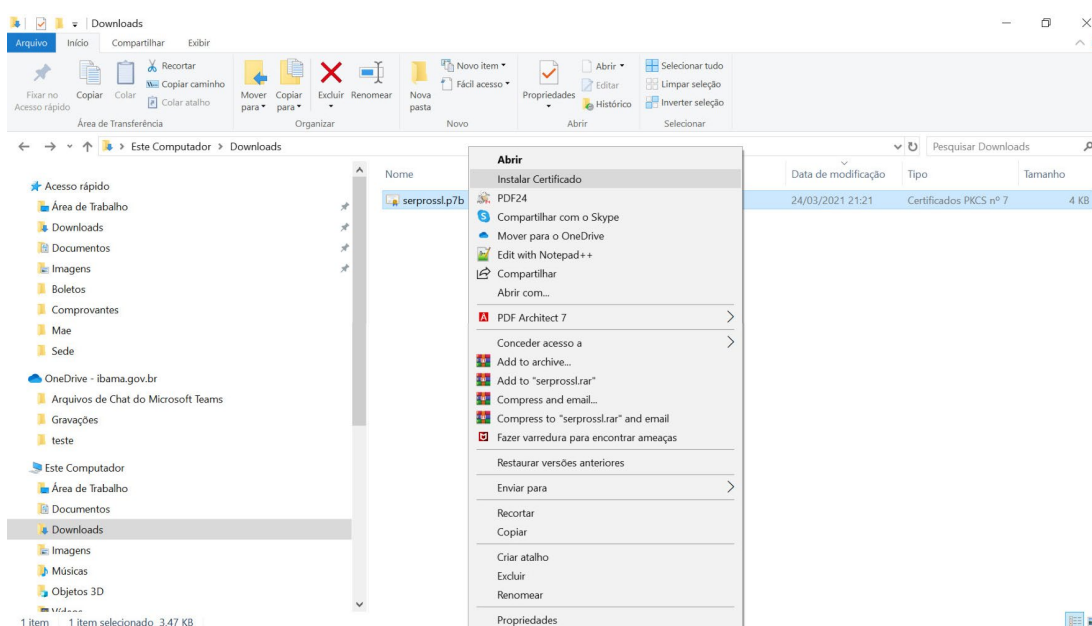 Downloads
Arquivo Início Compartilhar Exibir
Fixar no
Acesso rápido
Copiar
Colar
Recortar
Copiar caminho
Colar atalho
Área de Transferência
Mover
para
Copiar
para
Excluir
Renomear
Organizar
Nova
pasta
Novo item
Fácil acesso
Novo
Propriedades
Abrir
Editar
Histórico
Abrir
Selecionar tudo
Limpar seleção
Inverter seleção
Selecionar
Este Computador > Downloads
Pesquisar Downloads
Acesso rápido
Área de Trabalho
Downloads
Documentos
Imagens
Boletos
Comprovantes
Mae
Sede
OneDrive - ibama.gov.br
Arquivos de Chat do Microsoft Teams
Gravações
teste
Este Computador
Área de Trabalho
Documentos
Downloads
Imagens
Músicas
Objetos 3D
Vídeos
Nome
Data de modificação
Tipo
Tamanho
serprossl.p7b
24/03/2021 21:21
Certificados PKCS nº 7
4 KB
Abrir
Instalar Certificado
PDF24
Compartilhar com o Skype
Mover para o OneDrive
Edit with Notepad++
Compartilhar
Abrir com...
PDF Architect 7
Conceder acesso a
Add to archive...
Add to "serprossl.rar"
Compress and email...
Compress to "serprossl.rar" and email
Fazer varredura para encontrar ameaças
Restaurar versões anteriores
Enviar para
Recortar
Copiar
Criar atalho
Excluir
Renomear
Propriedades
1 item 1 item selecionado 3,47 KB